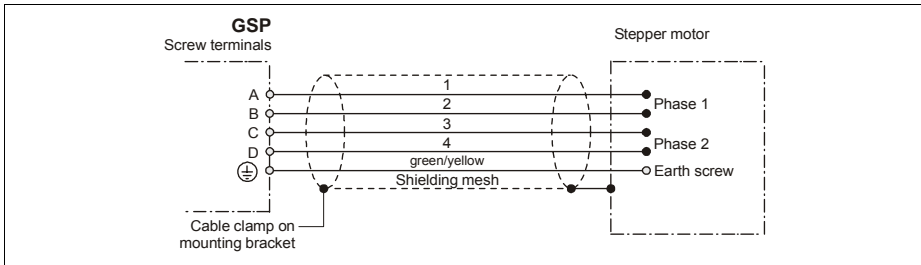 GSP
Screw terminals
Stepper motor
1
A
2
Phase 1
B
3
C
4
Phase 2
D
green/yellow
Earth screw
Shielding mesh
Cable clamp on
mounting bracket